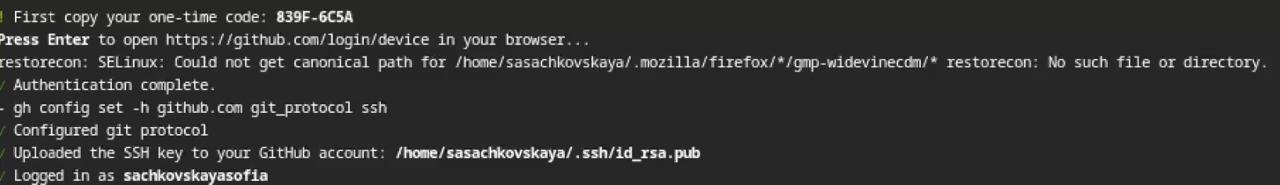 ! First copy your one-time code: 839F-6C5A
Press Enter to open https://github.com/login/device in your browser...
restorecon: SELinux: Could not get canonical path for /home/sasachkovskaya/.mozilla/firefox/*/gmp-widevinecdm/* restorecon: No such file or directory.
✓ Authentication complete.
- gh config set -h github.com git_protocol ssh
✓ Configured git protocol
✓ Uploaded the SSH key to your GitHub account: /home/sasachkovskaya/.ssh/id_rsa.pub
✓ Logged in as sachkovskayasofia